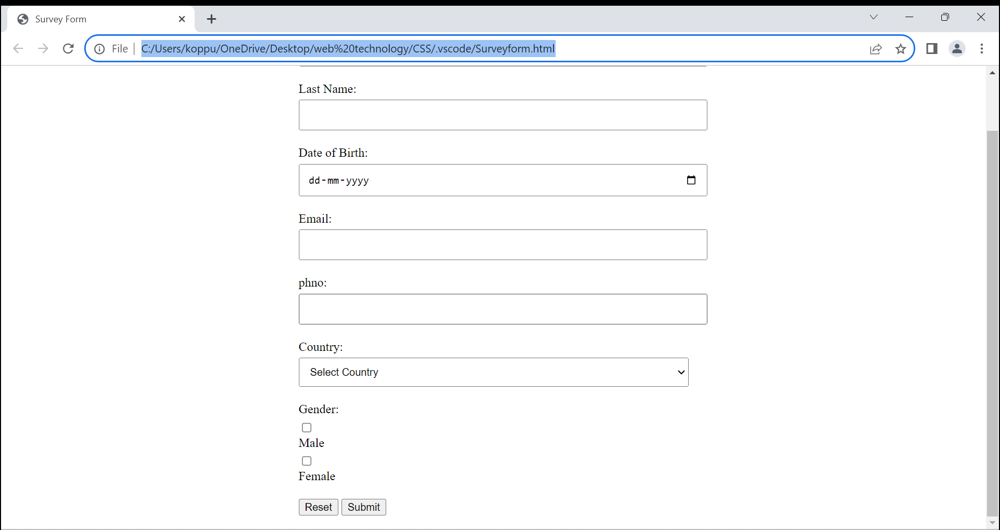 Survey Form
File C:/Users/koppu/OneDrive/Desktop/web%20technology/CSS/.vscode/Surveyform.html
Last Name:
Date of Birth:
dd-mm-yyyy
Email:
phno:
Country:
Select Country
Gender:
Male
Female
Reset Submit